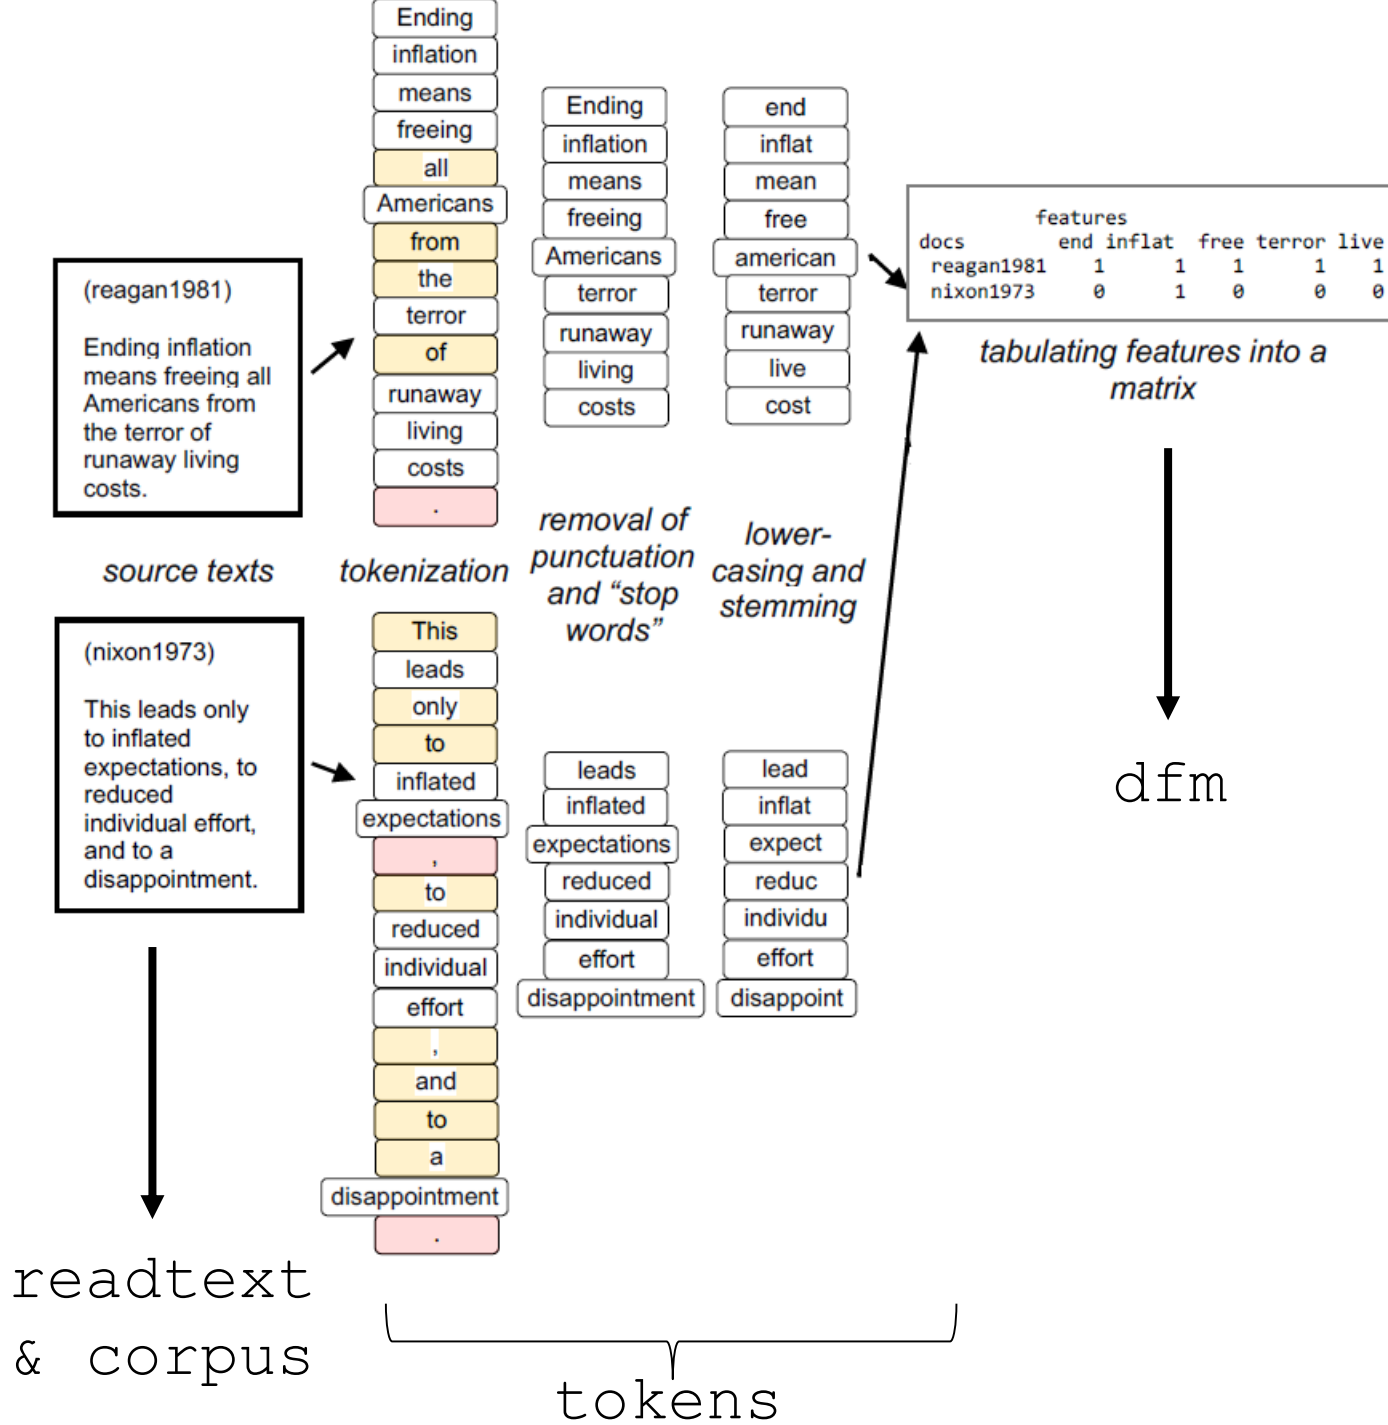 (reagan1981)
Ending inflation
means freeing all
Americans from
the terror of
runaway living
costs.
source texts
(nixon1973)
This leads only
to inflated
expectations, to
reduced
individual effort,
and to a
disappointment.
readtext
& corpus
Ending
inflation
means
freeing
all
Americans
from
the
terror
of
runaway
living
costs
.
tokenization
This
leads
only
to
inflated
expectations
,
to
reduced
individual
effort
,
and
to
a
disappointment
.
Ending
inflation
means
freeing
Americans
terror
runaway
living
costs
removal of
punctuation
and “stop
words”
leads
inflated
expectations
reduced
individual
effort
disappointment
end
inflat
mean
free
american
terror
runaway
live
cost
lower-
casing and
stemming
lead
inflat
expect
reduc
individu
effort
disappoint
tokens
features
docs end inflat free terror live
reagan1981 1 1 1 1 1
nixon1973 0 1 0 0 0
tabulating features into a
matrix
dfm